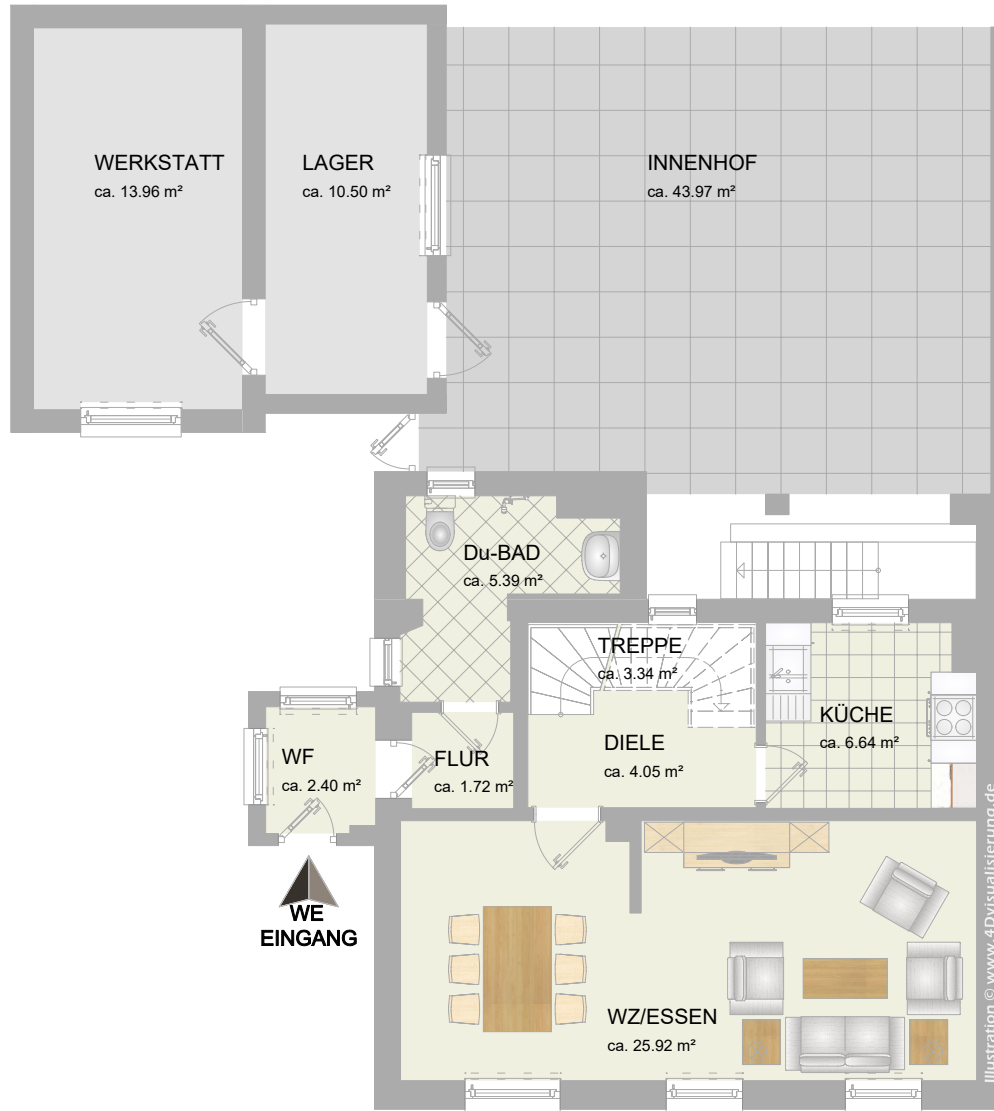 WERKSTATT
ca. 13.96 m²
LAGER
ca. 10.50 m²
INNENHOF
ca. 43.97 m²
Du-BAD
ca. 5.39 m²
TREPPE
ca. 3.34 m²
KÜCHE
ca. 6.64 m²
DIELE
ca. 4.05 m²
WF
ca. 2.40 m²
FLUR
ca. 1.72 m²
WE
EINGANG
WZ/ESSEN
ca. 25.92 m²
Illustration © www.4Dvisualisierung.de